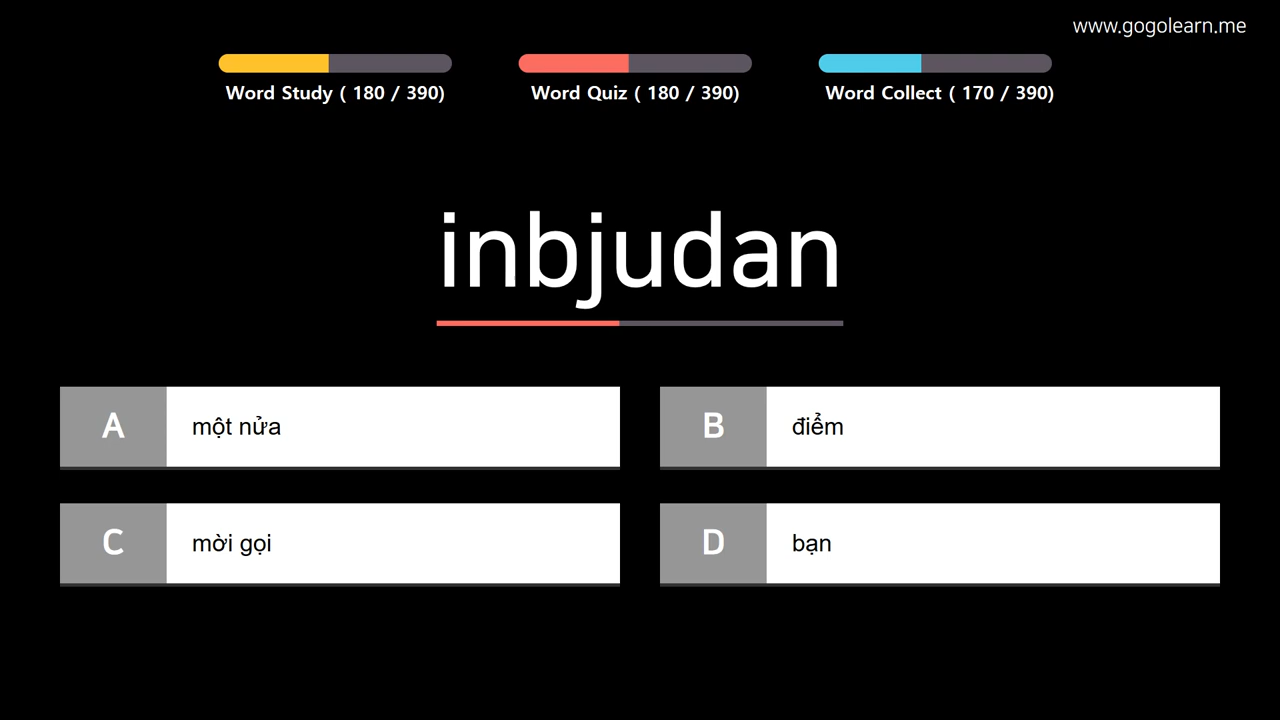 www.gogolearn.me
Word Study ( 180 / 390)
Word Quiz ( 180 / 390)
Word Collect ( 170 / 390)
inbjudan
A một nửa
B điểm
C mời gọi
D bạn